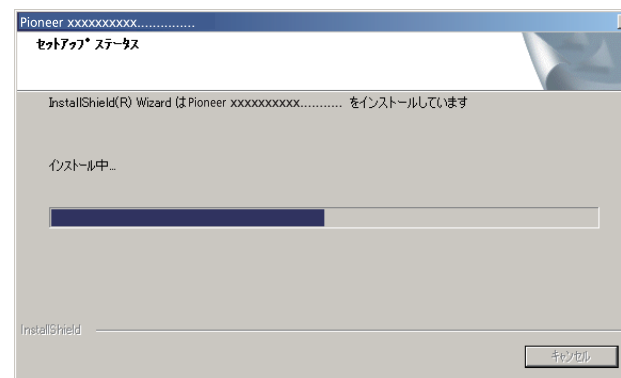 Pioneer xxxxxxxxxx...............
セットアップ ステータス
InstallShield(R) Wizard は Pioneer xxxxxxxxxx........... をインストールしています
インストール中...
InstallShield
キャンセル